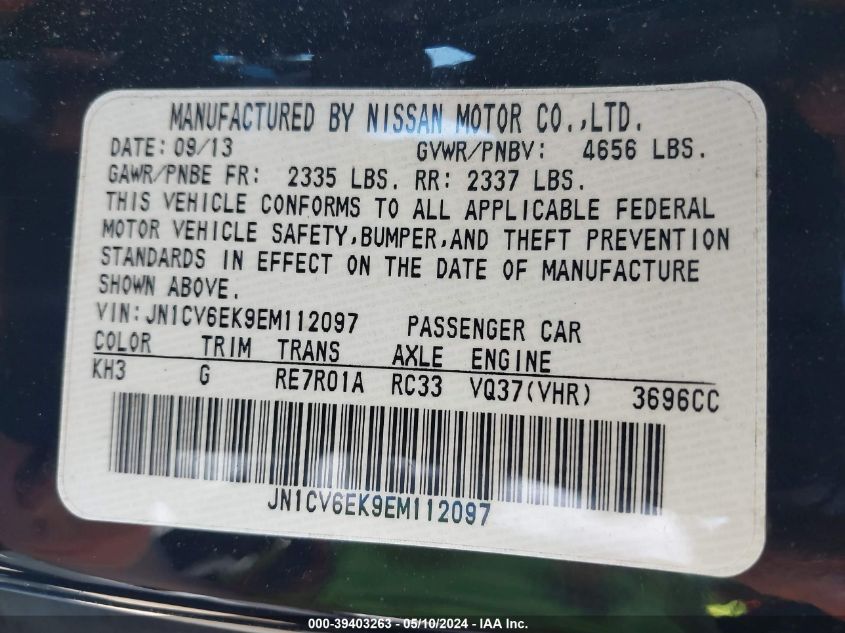 MANUFACTURED BY NISSAN MOTOR CO.,LTD.
DATE: 09/13 GVWR/PNBV: 4656 LBS.
GAWR/PNBE FR: 2335 LBS. RR: 2337 LBS.
THIS VEHICLE CONFORMS TO ALL APPLICABLE FEDERAL
MOTOR VEHICLE SAFETY,BUMPER,AND THEFT PREVENTION
STANDARDS IN EFFECT ON THE DATE OF MANUFACTURE
SHOWN ABOVE.
VIN:JN1CV6EK9EM112097 PASSENGER CAR
COLOR TRIM TRANS AXLE ENGINE
KH3 G RE7R01A RC33 VQ37(VHR) 3696CC
JN1CV6EK9EM112097
000-39403263 - 05/10/2024 - IAA Inc.